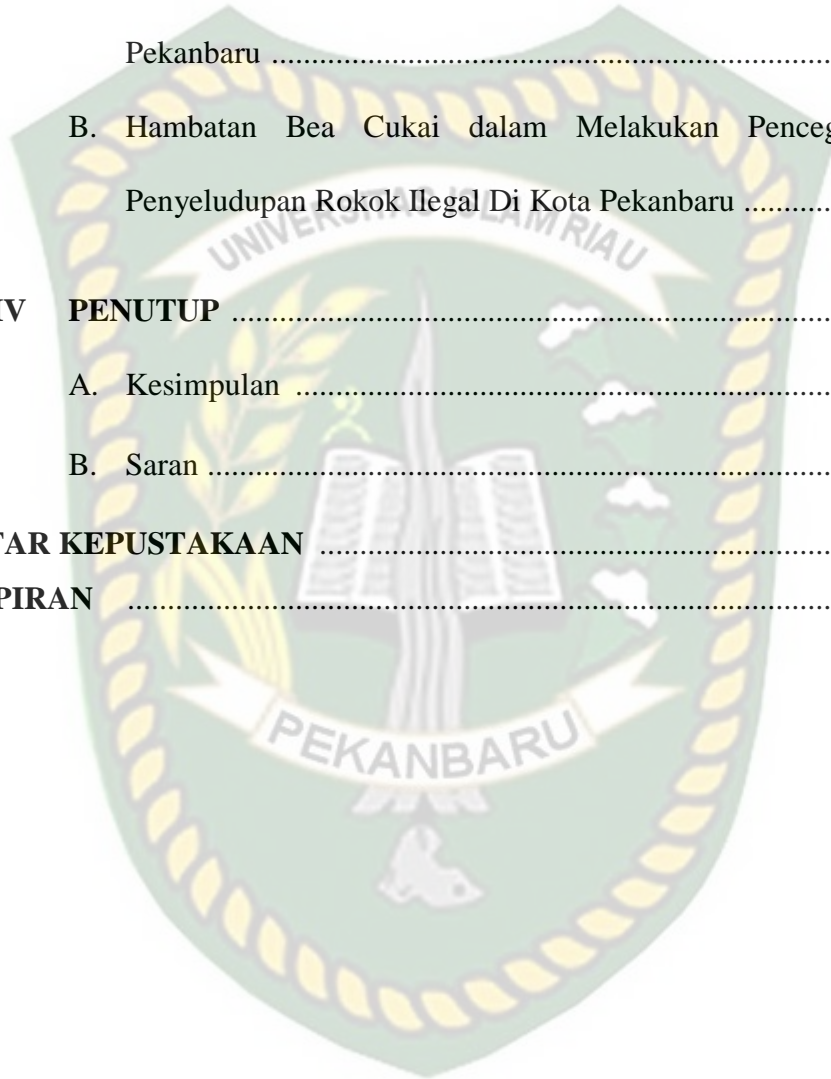 Pekanbaru ................................................................
B. Hambatan Bea Cukai dalam Melakukan Penceg
Penyeludupan Rokok Ilegal Di Kota Pekanbaru ............
UNIVERSITAS ISLAM RIAU
IV PENUTUP ................................................................
A. Kesimpulan ................................................................
B. Saran ................................................................
TAR KEPUSTAKAAN ................................................................
PIRAN ................................................................
PEKANBARU